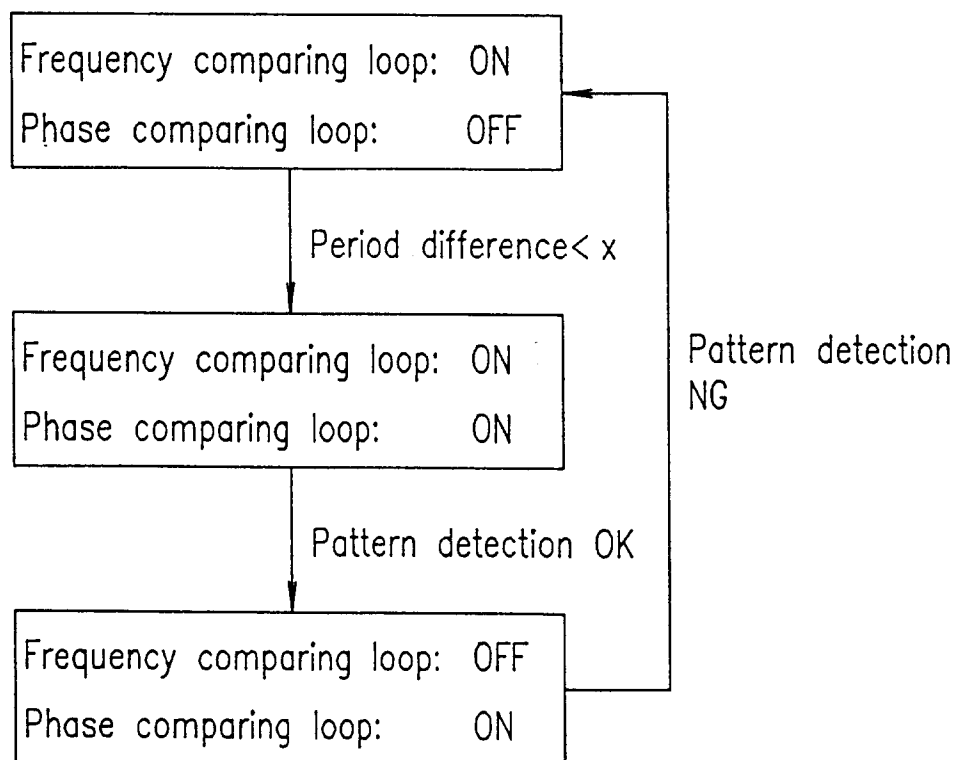 Frequency comparing loop: ON
Phase comparing loop: OFF
Period difference< x
Frequency comparing loop: ON
Phase comparing loop: ON
Pattern detection
NG
Pattern detection OK
Frequency comparing loop: OFF
Phase comparing loop: ON